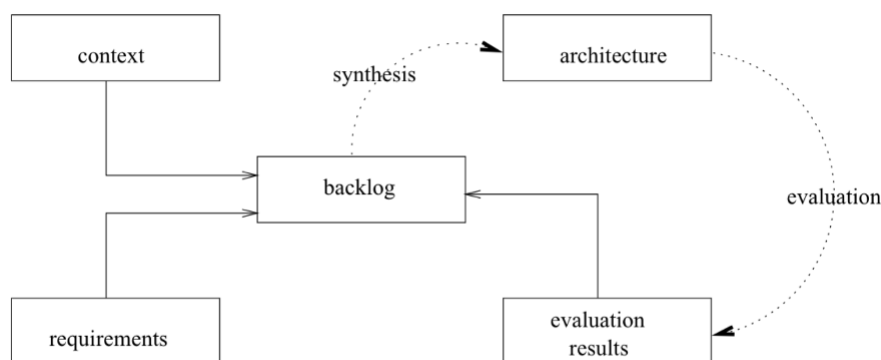 context
architecture
synthesis
backlog
evaluation
requirements
evaluation
results